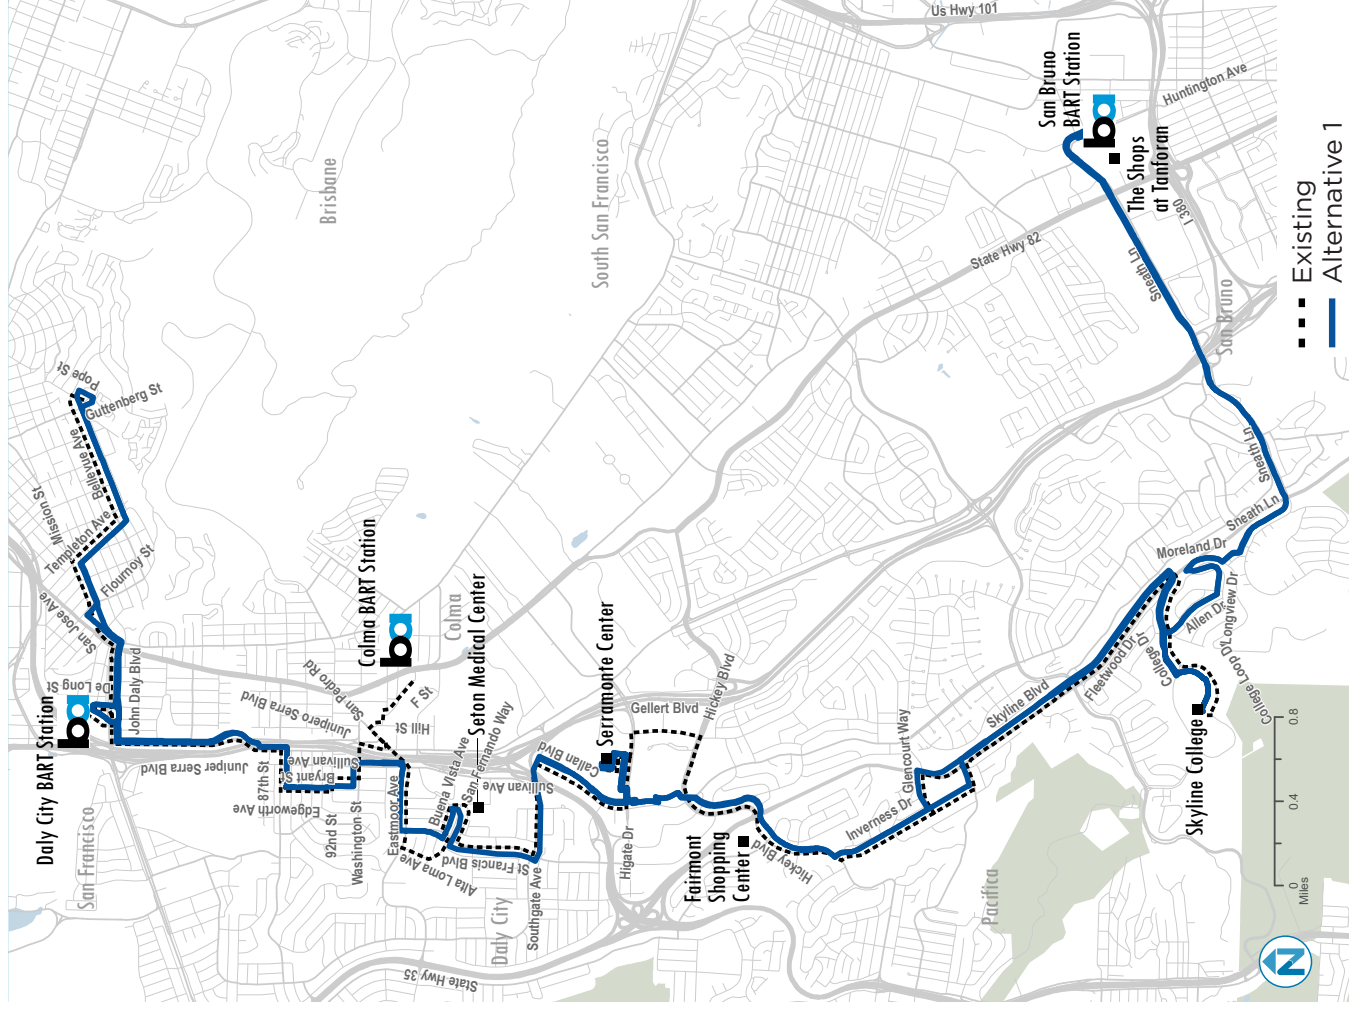 Us Hwy 101
San Bruno
BART Station
ba
Huntington Ave
The Shops
at Tanforan
I 380
State Hwy 82
Sneath Ln
San Bruno
Brisbane
South San Francisco
Pope St
Guttenberg St
Bellevue Ave
Mission St
Templeton Ave
Flournoy St
San Jose Ave
De Long St
John Daly Blvd
Daly City BART Station
ba
San Francisco
Colma BART Station
ba
Colma
San Pedro Rd
Junipero Serra Blvd
F St
Hill St
Juniper Serra Blvd
Sullivan Ave
Bryant St
87th St
Edgeworth Ave
92nd St
Washington St
Eastmoor Ave
Seton Medical Center
Buena Vista Ave
San Fernando Way
Alta Loma Ave
St Francis Blvd
Southgate Ave
Sullivan Ave
Callan Blvd
Serramonte Center
Gellert Blvd
Hickey Blvd
Higate Dr
Daly City
State Hwy 35
Fairmont
Shopping
Center
Hickey Blvd
Inverness Dr
Glencourt Way
Skyline Blvd
Fleetwood Dr
College Dr
College Dr
Allen Dr
Longview Dr
College Loop Dr
Moreland Dr
Sneath Ln
Sneath Ln
Skyline College
Pacifica
0
0.4
0.8
Miles
N
Existing
Alternative 1